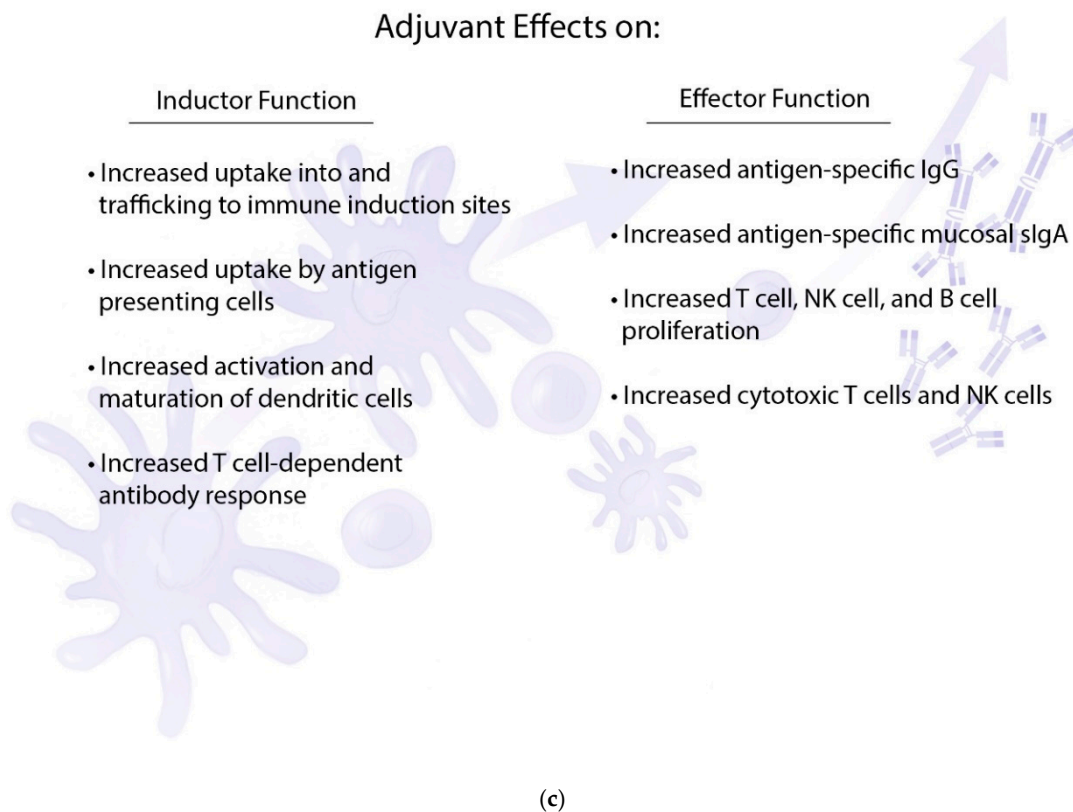 Adjuvant Effects on:
Inductor Function
• Increased uptake into and
trafficking to immune induction sites
• Increased uptake by antigen
presenting cells
• Increased activation and
maturation of dendritic cells
• Increased T cell-dependent
antibody response
Effector Function
• Increased antigen-specific IgG
• Increased antigen-specific mucosal sIgA
• Increased T cell, NK cell, and B cell
proliferation
• Increased cytotoxic T cells and NK cells
(c)